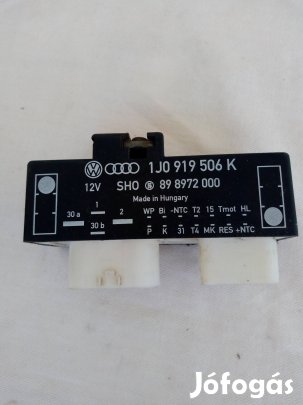 1J0 919 506 K
12V SHO 89 8972 000
Made in Hungary
1
30 a 2
30 b
WP Bi -NTC T2 15 Tmot HL
P K 31 T4 MK RES +NTC
Jófogás